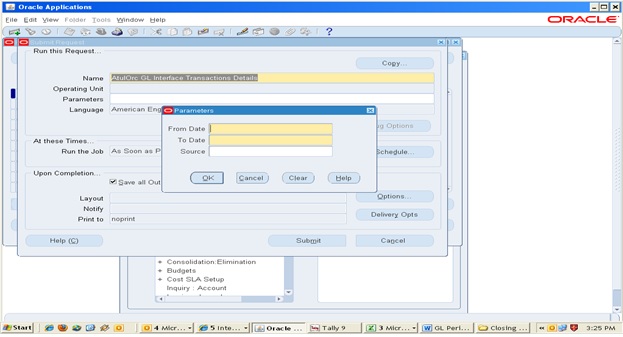 Oracle Applications
File Edit View Folder Tools Window Help
ORACLE
Submit Request
Run this Request...
Copy...
Name AtulOrc GL Interface Transactions Details
Operating Unit
Parameters
Language American Eng
Parameters
From Date
To Date
Source
OK Cancel Clear Help
Options
At these Times...
Run the Job As Soon as P
Schedule...
Upon Completion...
Save all Out
Layout
Options...
Notify
Print to noprint
Delivery Opts
Help (C) Submit Cancel
+ Consolidation:Elimination
+ Budgets
+ Cost SLA Setup
Inquiry : Account
Start 4 Micr... 5 Inte... Oracle ... Tally 9 3 Micr... GL Peri... Closing ... 3:25 PM